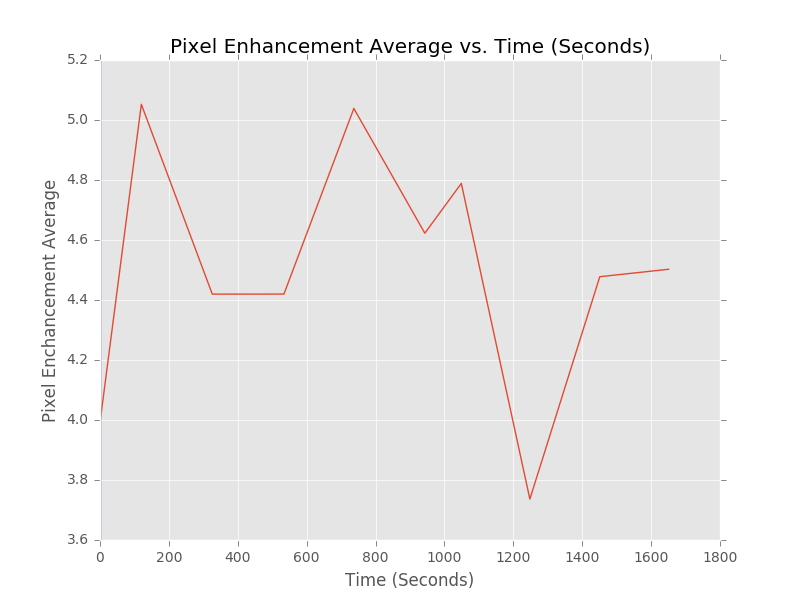 Pixel Enhancement Average vs. Time (Seconds)
5.2
5.0
4.8
4.6
4.4
4.2
4.0
3.8
3.6
Pixel Enchancement Average
0 200 400 600 800 1000 1200 1400 1600 1800
Time (Seconds)